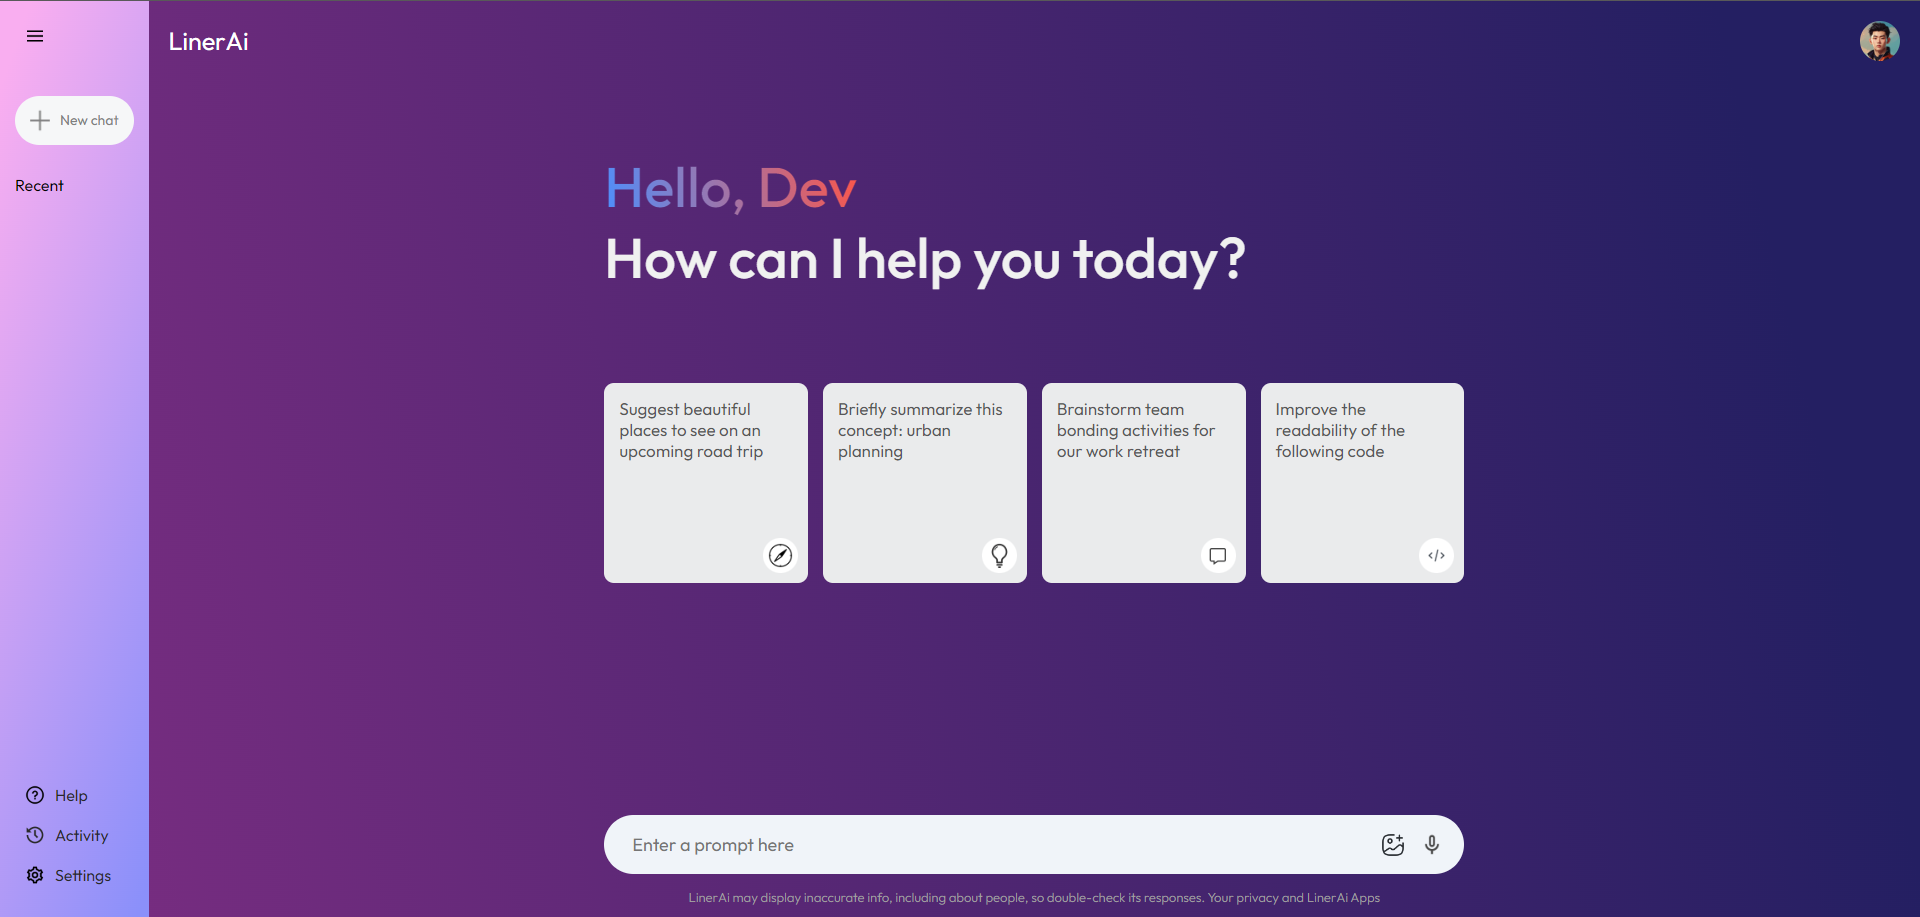 LinerAi
New chat
Recent
Hello, Dev
How can I help you today?
Suggest beautiful
places to see on an
upcoming road trip
Briefly summarize this
concept: urban
planning
Brainstorm team
bonding activities for
our work retreat
Improve the
readability of the
following code
Help
Activity
Settings
Enter a prompt here
LinerAi may display inaccurate info, including about people, so double-check its responses. Your privacy and LinerAi Apps